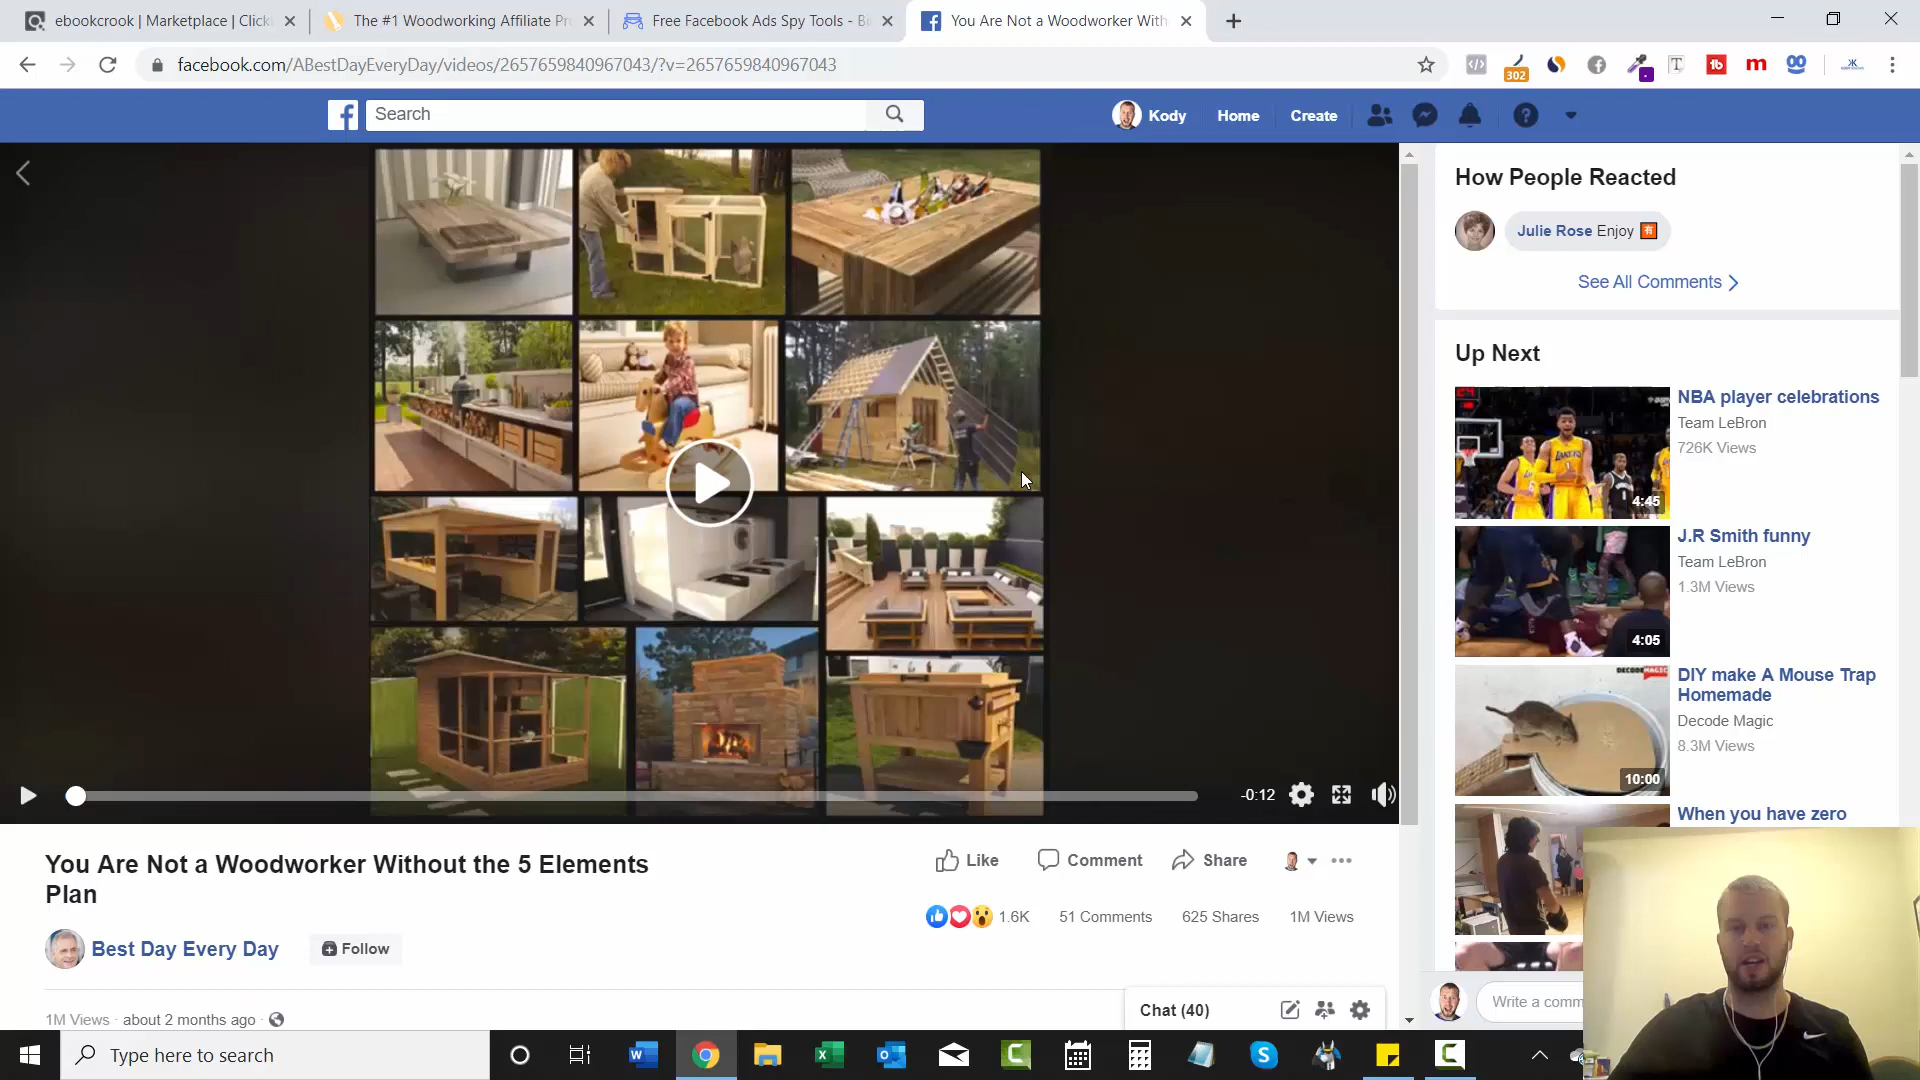 ebookcrook | Marketplace | Click
The #1 Woodworking Affiliate Pr
Free Facebook Ads Spy Tools - B
You Are Not a Woodworker With
facebook.com/ABestDayEveryDay/videos/2657659840967043/?v=2657659840967043
302
Search
Kody
Home
Create
How People Reacted
Julie Rose Enjoy 🈶
See All Comments
Up Next
NBA player celebrations
Team LeBron
726K Views
4:45
J.R Smith funny
Team LeBron
1.3M Views
4:05
DIY make A Mouse Trap
Homemade
Decode Magic
8.3M Views
DECODE MAGIC
10:00
When you have zero
-0:12
You Are Not a Woodworker Without the 5 Elements
Plan
Like
Comment
Share
1.6K
51 Comments
625 Shares
1M Views
Best Day Every Day
Follow
1M Views · about 2 months ago ·
Chat (40)
Write a comm
Type here to search